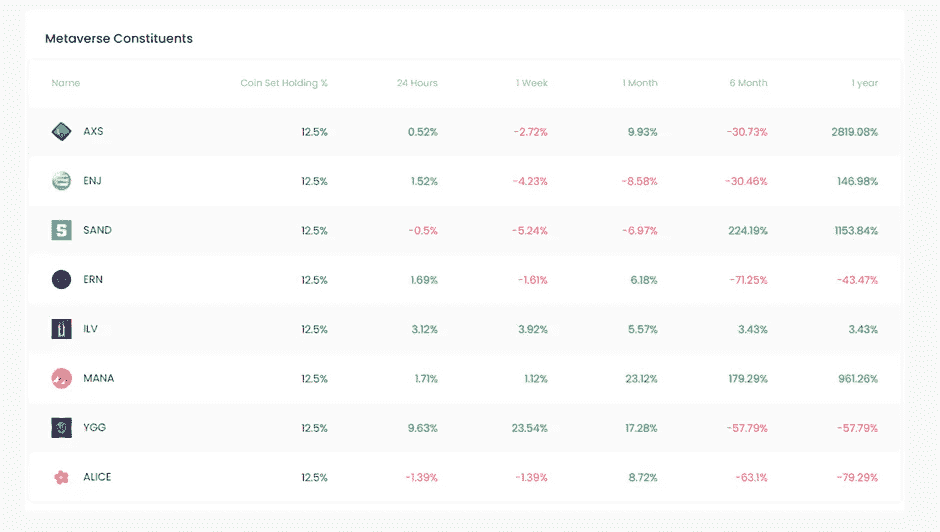 Metaverse Constituents
Name Coin Set Holding % 24 Hours 1 Week 1 Month 6 Month 1 year
AXS 12.5% 0.52% -2.72% 9.93% -30.73% 2819.08%
ENJ 12.5% 1.52% -4.23% -8.58% -30.46% 146.98%
S SAND 12.5% -0.5% -5.24% -6.97% 224.19% 1153.84%
ERN 12.5% 1.69% -1.61% 6.18% -71.25% -43.47%
ILV 12.5% 3.12% 3.92% 5.57% 3.43% 3.43%
MANA 12.5% 1.71% 1.12% 23.12% 179.29% 961.26%
YGG 12.5% 9.63% 23.54% 17.28% -57.79% -57.79%
ALICE 12.5% -1.39% -1.39% 8.72% -63.1% -79.29%